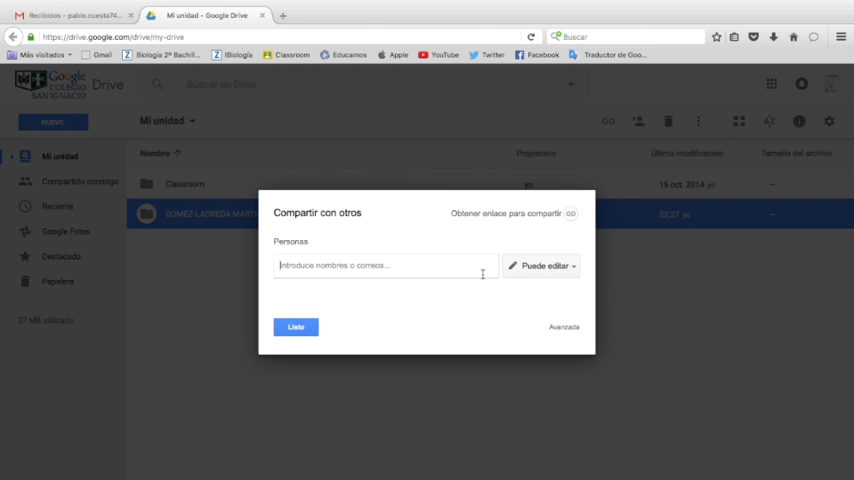 Recibidos - pablo.cuesta74...
Mi unidad - Google Drive
https://drive.google.com/drive/my-drive
Buscar
Más visitados
Gmail
Biologia 2º Bachil...
IBiología
Classroom
Educamos
Apple
YouTube
Twitter
Facebook
Traductor de Goo...
Google
COLEGIO
SAN IGNACIO
Drive
Buscar en Drive
NUEVO
Mi unidad
Mi unidad
Compartido conmigo
Reciente
Google Fotos
Destacado
Papelera
27 MB utilizado
Nombre
Propietario
Última modificación
Tamaño del archivo
Classroom
yo
15 oct. 2014 yo
—
GOMEZ-LADREDA
22:27 yo
—
Compartir con otros
Obtener enlace para compartir
Personas
Introduce nombres o correos...
Puede editar
Listo
Avanzada